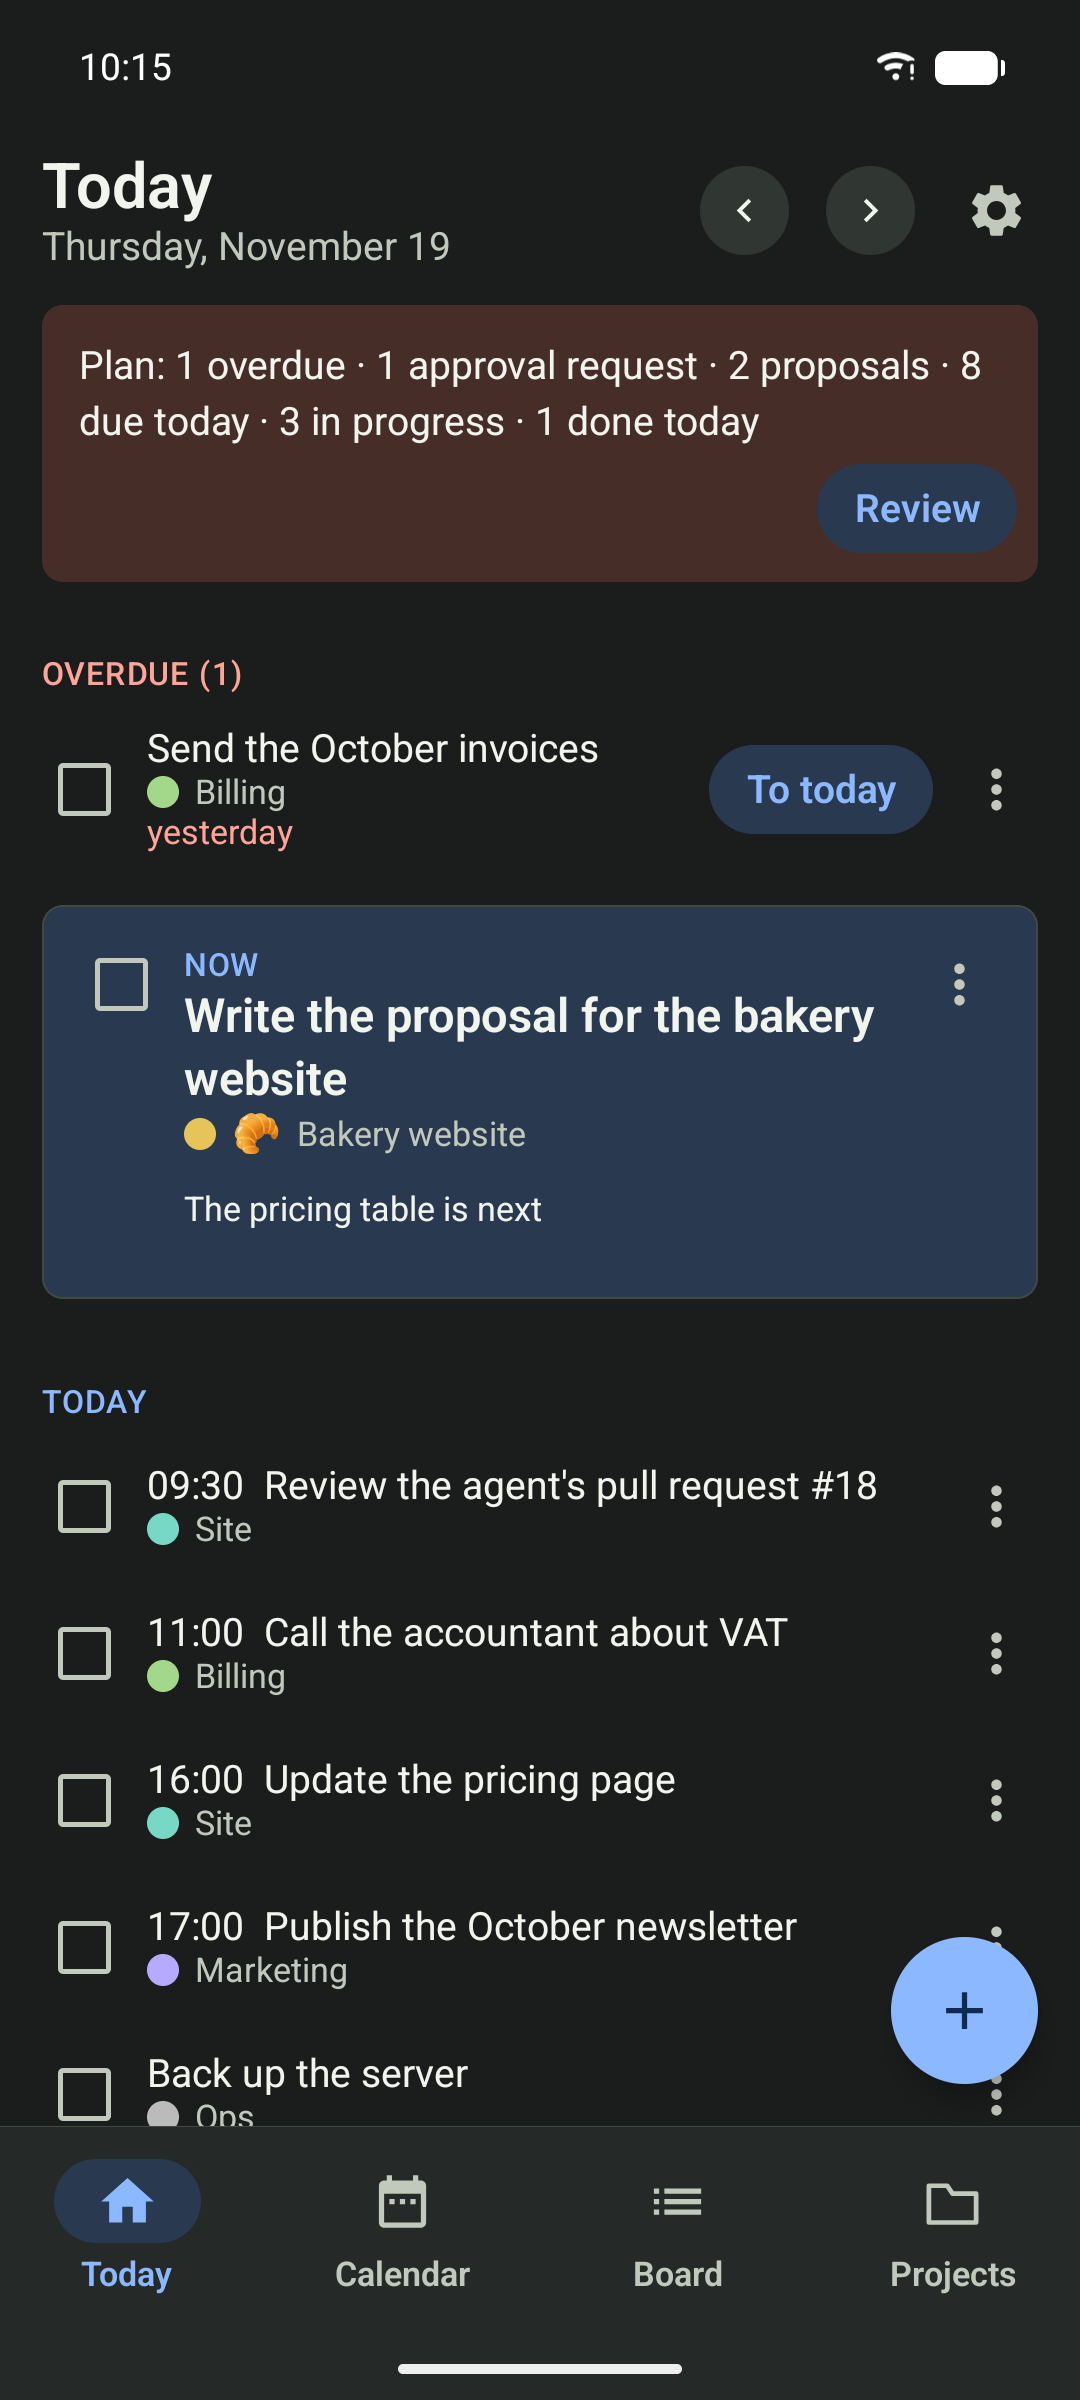 10:15
Today
Thursday, November 19
Plan: 1 overdue · 1 approval request · 2 proposals · 8
due today · 3 in progress · 1 done today
Review
OVERDUE (1)
Send the October invoices
Billing
yesterday
To today
NOW
Write the proposal for the bakery
website
Bakery website
The pricing table is next
TODAY
09:30 Review the agent's pull request #18
Site
11:00 Call the accountant about VAT
Billing
16:00 Update the pricing page
Site
17:00 Publish the October newsletter
Marketing
Back up the server
Ops
Today
Calendar
Board
Projects